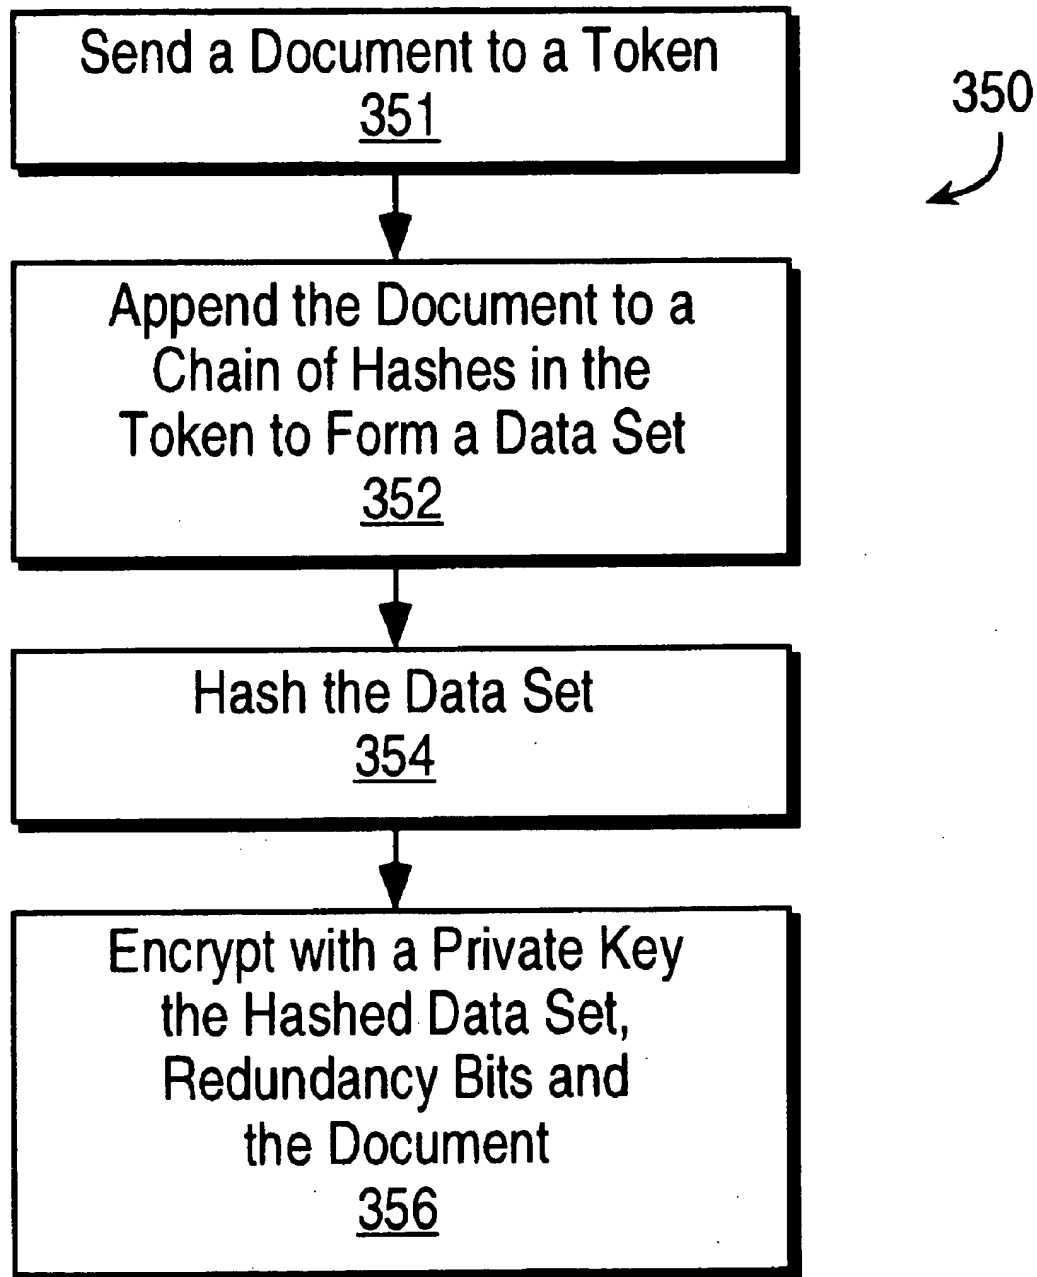 Send a Document to a Token
351
350
Append the Document to a
Chain of Hashes in the
Token to Form a Data Set
352
Hash the Data Set
354
Encrypt with a Private Key
the Hashed Data Set,
Redundancy Bits and
the Document
356